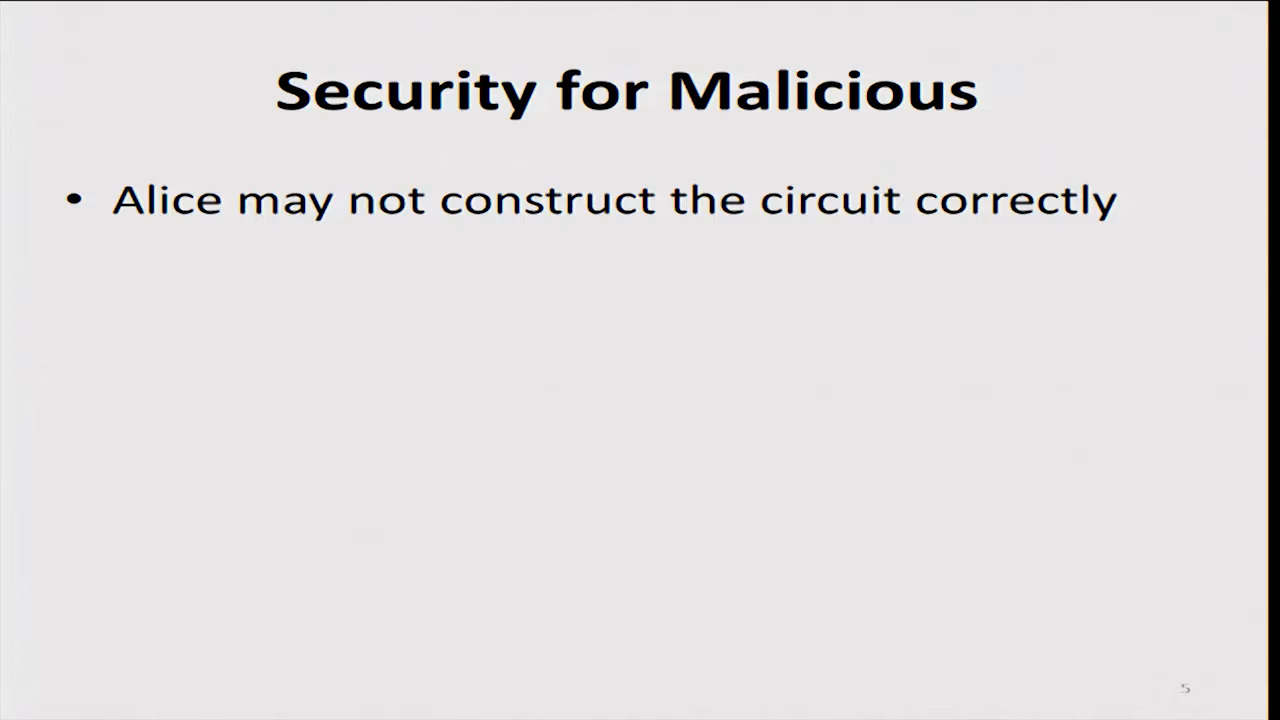 Security for Malicious
• Alice may not construct the circuit correctly
5